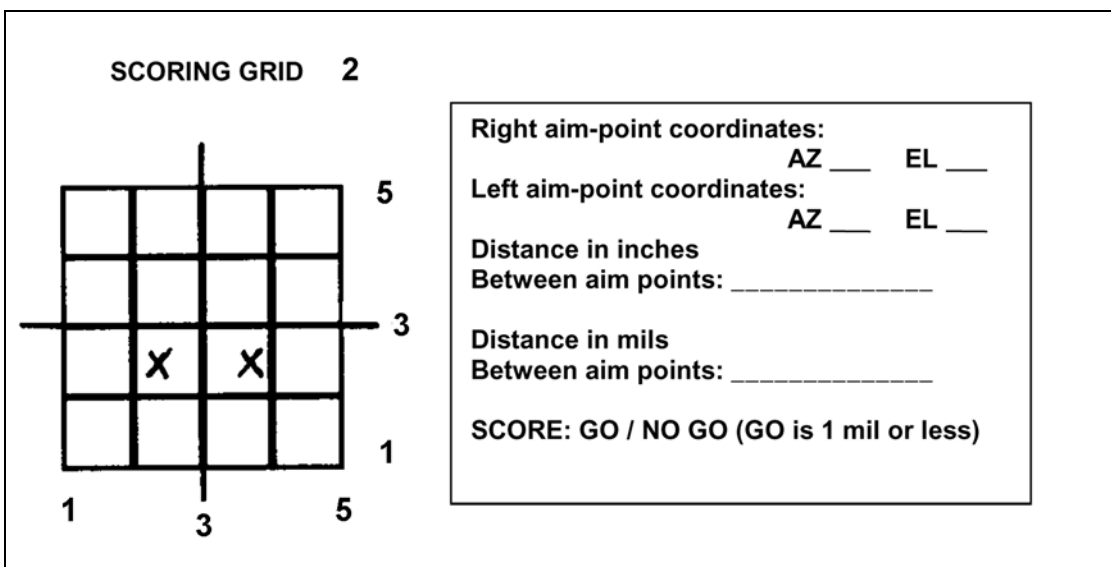 SCORING GRID 2
5
3
X X
1
1 3 5
Right aim-point coordinates:
AZ ___ EL ___
Left aim-point coordinates:
AZ ___ EL ___
Distance in inches
Between aim points: ______________
Distance in mils
Between aim points: ______________
SCORE: GO / NO GO (GO is 1 mil or less)